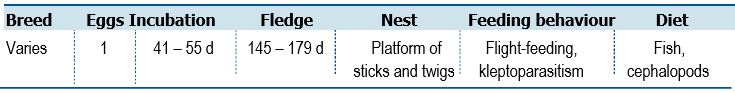 Breed Eggs Incubation Fledge Nest Feeding behaviour Diet
Varies 1 41 – 55 d 145 – 179 d Platform of Flight-feeding, Fish,
sticks and twigs kleptoparasitism cephalopods